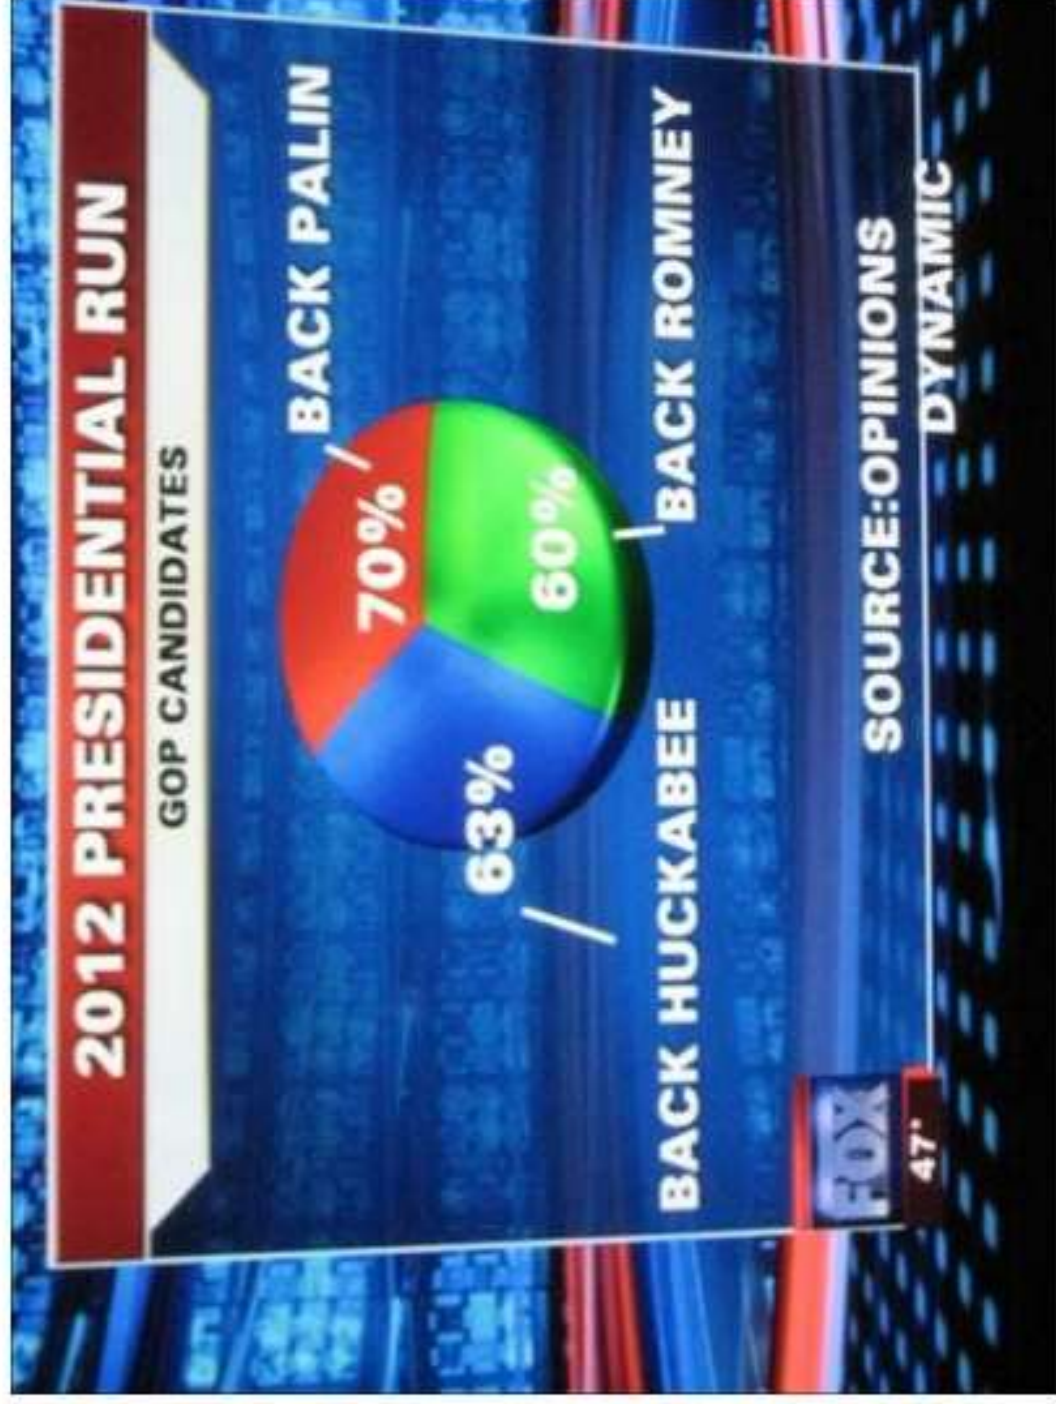 2012 PRESIDENTIAL RUN
GOP CANDIDATES
BACK PALIN
70%
63%
60%
BACK HUCKABEE
BACK ROMNEY
SOURCE:OPINIONS
DYNAMIC
FOX
47°